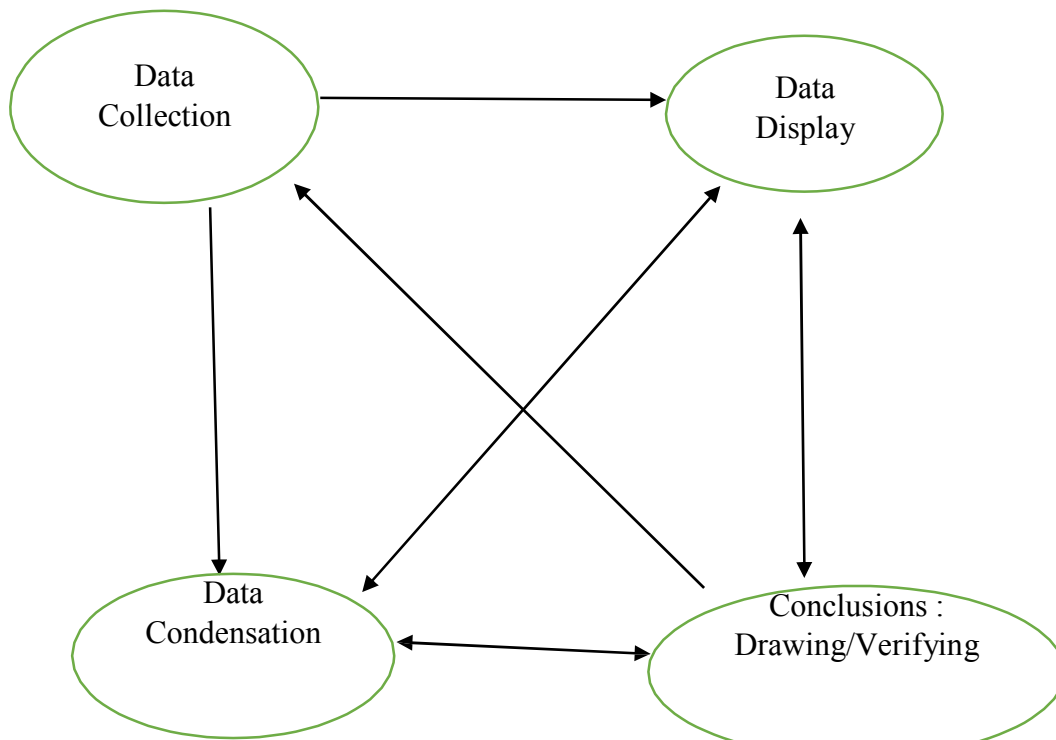 Data
Collection
Data
Display
Data
Condensation
Conclusions :
Drawing/Verifying